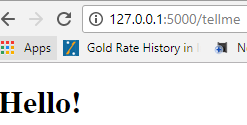 127.0.0.1:5000/tellme
Apps Gold Rate History in
Hello!